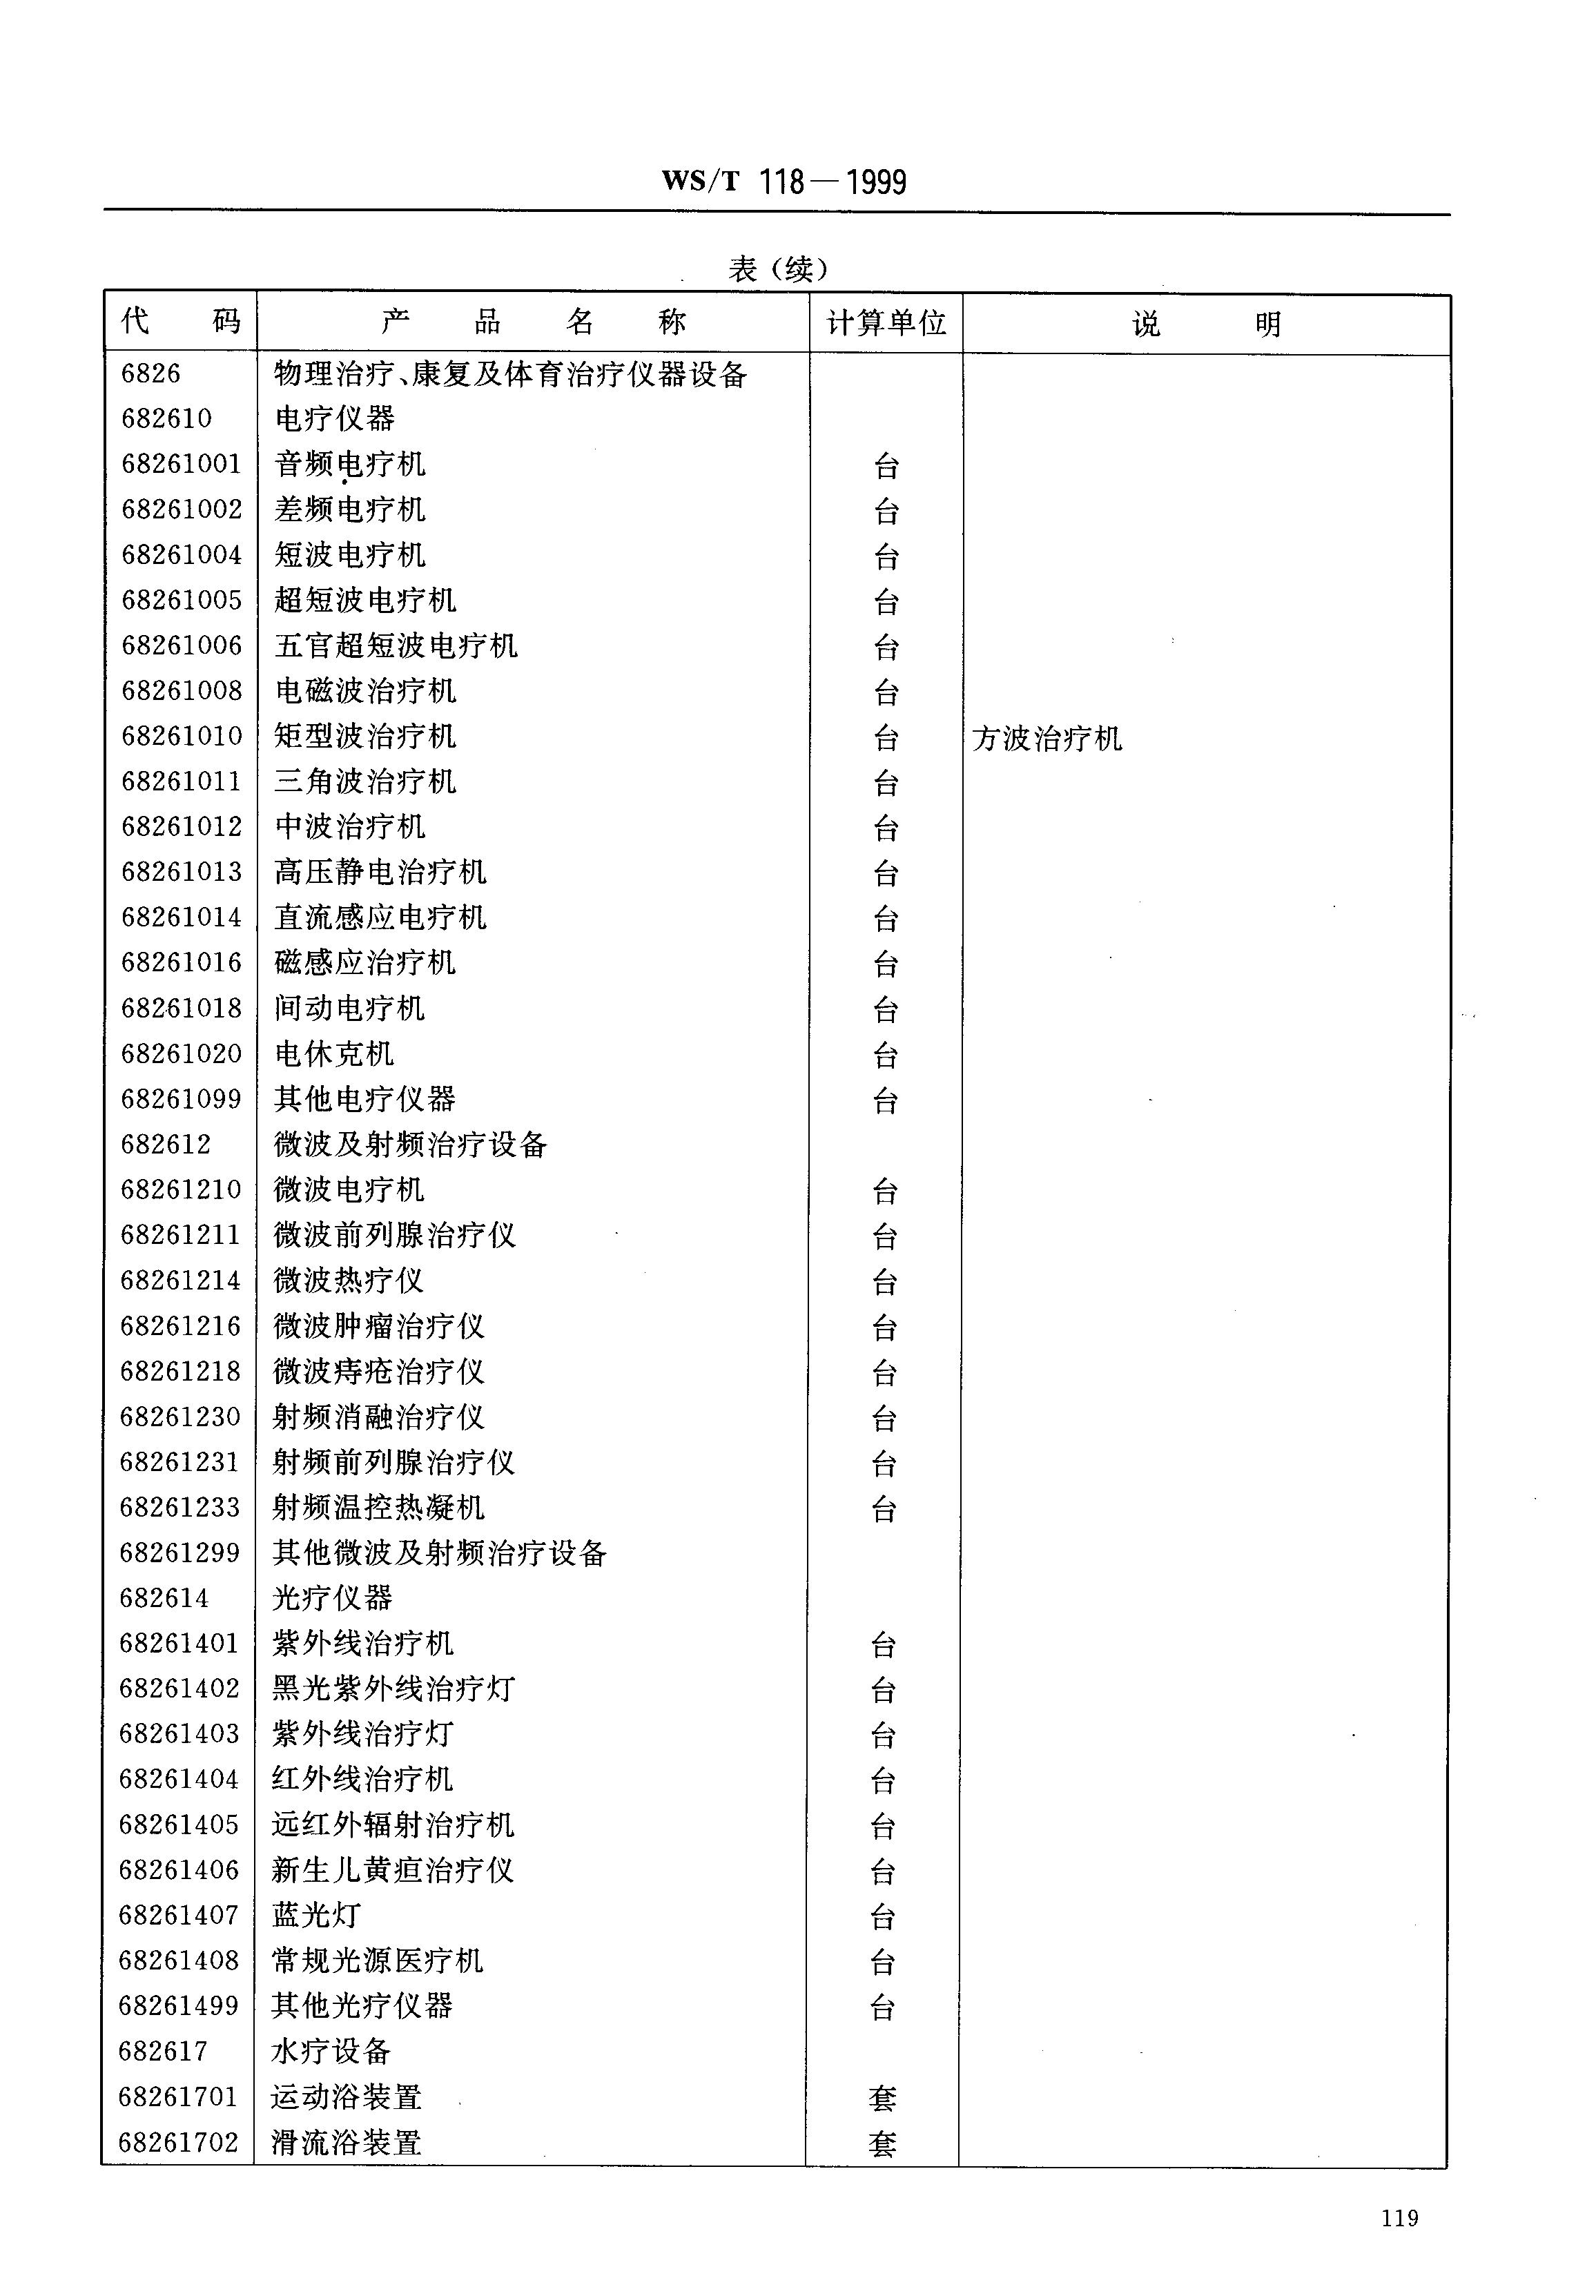 WS/T 118—1999
表（续）
代 码 产 品 名 称 计算单位 说 明
6826 物理治疗、康复及体育治疗仪器设备
682610 电疗仪器
68261001 音频电疗机 台
68261002 差频电疗机 台
68261004 短波电疗机 台
68261005 超短波电疗机 台
68261006 五官超短波电疗机 台
68261008 电磁波治疗机 台
68261010 矩型波治疗机 台 方波治疗机
68261011 三角波治疗机 台
68261012 中波治疗机 台
68261013 高压静电治疗机 台
68261014 直流感应电疗机 台
68261016 磁感应治疗机 台
68261018 间动电疗机 台
68261020 电休克机 台
68261099 其他电疗仪器 台
682612 微波及射频治疗设备
68261210 微波电疗机 台
68261211 微波前列腺治疗仪 台
68261214 微波热疗仪 台
68261216 微波肿瘤治疗仪 台
68261218 微波痔疮治疗仪 台
68261230 射频消融治疗仪 台
68261231 射频前列腺治疗仪 台
68261233 射频温控热凝机 台
68261299 其他微波及射频治疗设备
682614 光疗仪器
68261401 紫外线治疗机 台
68261402 黑光紫外线治疗灯 台
68261403 紫外线治疗灯 台
68261404 红外线治疗机 台
68261405 远红外辐射治疗机 台
68261406 新生儿黄疸治疗仪 台
68261407 蓝光灯 台
68261408 常规光源医疗机 台
68261499 其他光疗仪器 台
682617 水疗设备
68261701 运动浴装置 套
68261702 滑流浴装置 套
119